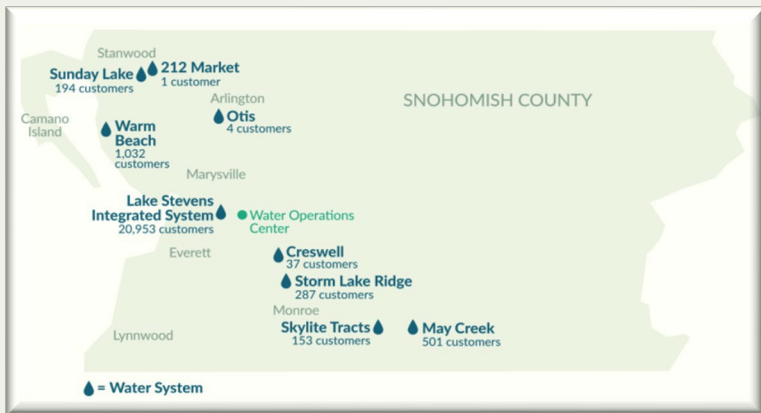 Stanwood
212 Market
1 customer
Sunday Lake
194 customers
Arlington
SNOHOMISH COUNTY
Otis
4 customers
Camano
Island
Warm
Beach
1,032
customers
Marysville
Lake Stevens
Integrated System
20,953 customers
Water Operations
Center
Everett
Creswell
37 customers
Storm Lake Ridge
287 customers
Monroe
Skylite Tracts
153 customers
May Creek
501 customers
Lynnwood
= Water System